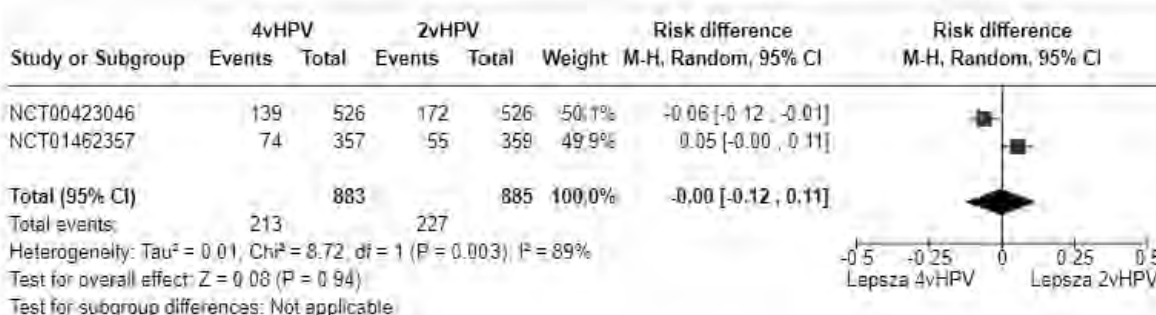 4vHPV 2vHPV Risk difference Risk difference
Study or Subgroup Events Total Events Total Weight M-H, Random, 95% CI M-H, Random, 95% CI
NCT00423046 139 526 172 526 50,1% -0,06 [-0,12 , -0,01]
NCT01462357 74 357 55 359 49,9% 0,05 [-0,00 , 0,11]
Total (95% CI) 883 885 100,0% -0,00 [-0,12 , 0,11]
Total events: 213 227
Heterogeneity: Tau² = 0,01; Chi² = 8,72, df = 1 (P = 0,003); I² = 89%
-0,5 -0,25 0 0,25 0,5
Test for overall effect: Z = 0,08 (P = 0,94)
Lepsza 4vHPV Lepsza 2vHPV
Test for subgroup differences: Not applicable